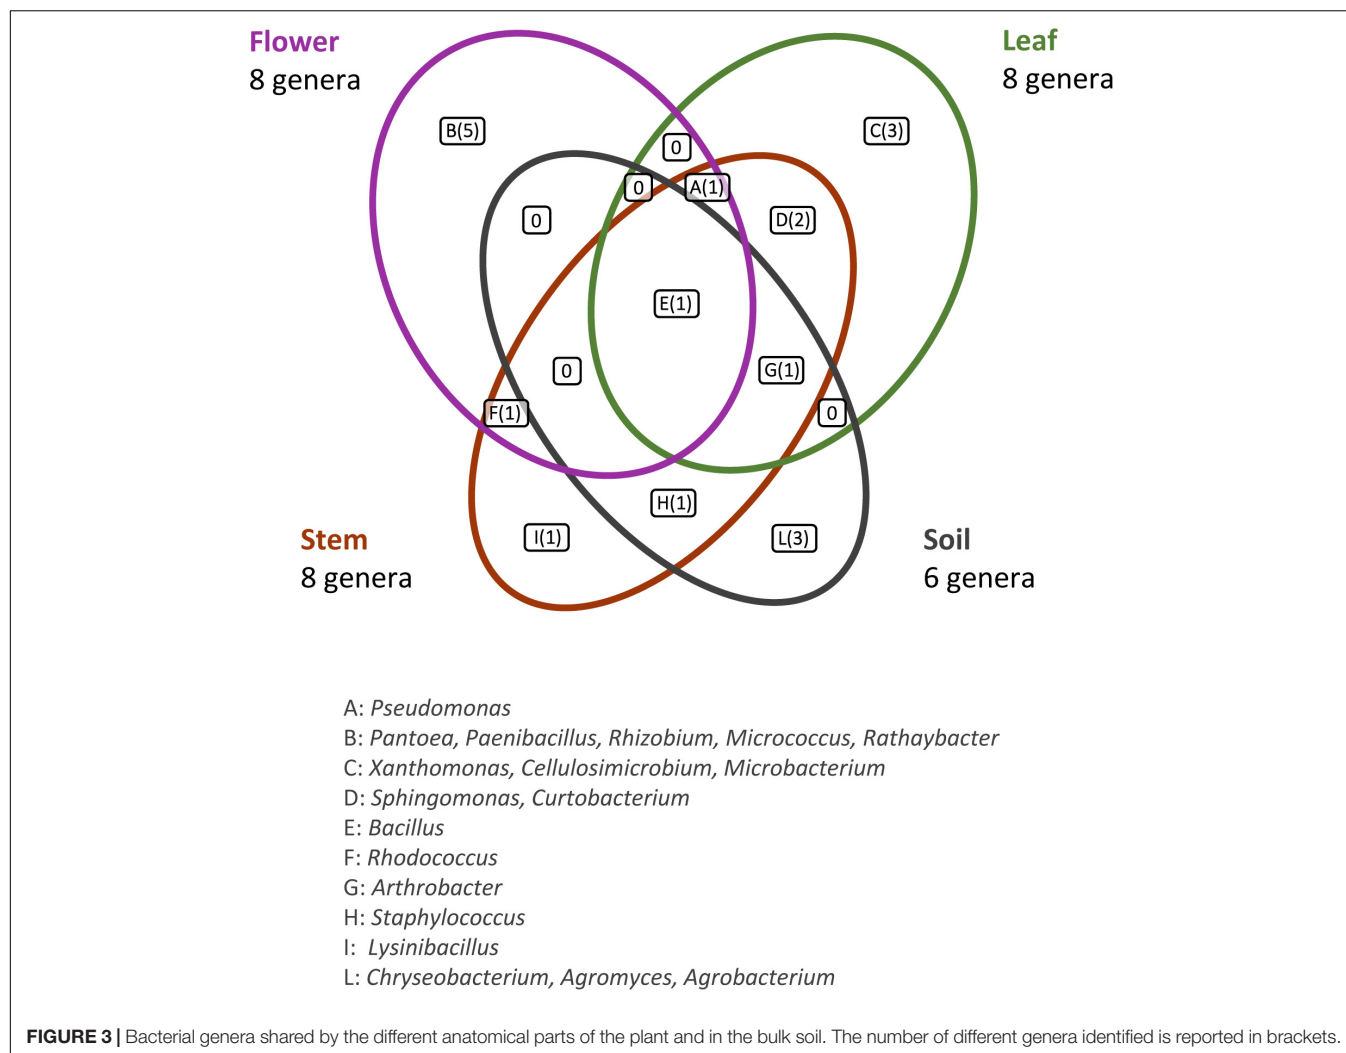 Flower
8 genera
Leaf
8 genera
B(5)
C(3)
0
0
A(1)
0
D(2)
E(1)
0
G(1)
F(1)
0
H(1)
I(1)
L(3)
Stem
8 genera
Soil
6 genera
A: Pseudomonas
B: Pantoea, Paenibacillus, Rhizobium, Micrococcus, Rathaybacter
C: Xanthomonas, Cellulosimicrobium, Microbacterium
D: Sphingomonas, Curtobacterium
E: Bacillus
F: Rhodococcus
G: Arthrobacter
H: Staphylococcus
I: Lysinibacillus
L: Chryseobacterium, Agromyces, Agrobacterium
FIGURE 3 | Bacterial genera shared by the different anatomical parts of the plant and in the bulk soil. The number of different genera identified is reported in brackets.